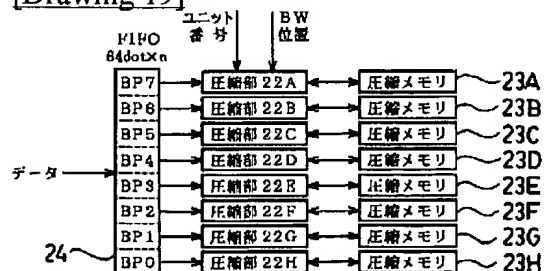 [Drawing 19]
ユニット番号
BW位置
FIFO
64dot×n
BP7 圧縮部22A 圧縮メモリ 23A
BP6 圧縮部22B 圧縮メモリ 23B
BP5 圧縮部22C 圧縮メモリ 23C
データ
BP4 圧縮部22D 圧縮メモリ 23D
BP3 圧縮部22E 圧縮メモリ 23E
BP2 圧縮部22F 圧縮メモリ 23F
BP1 圧縮部22G 圧縮メモリ 23G
24
BP0 圧縮部22H 圧縮メモリ 23H